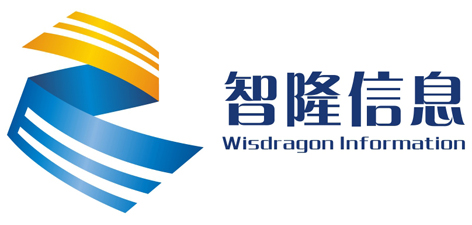 智隆信息
Wisdragon Information